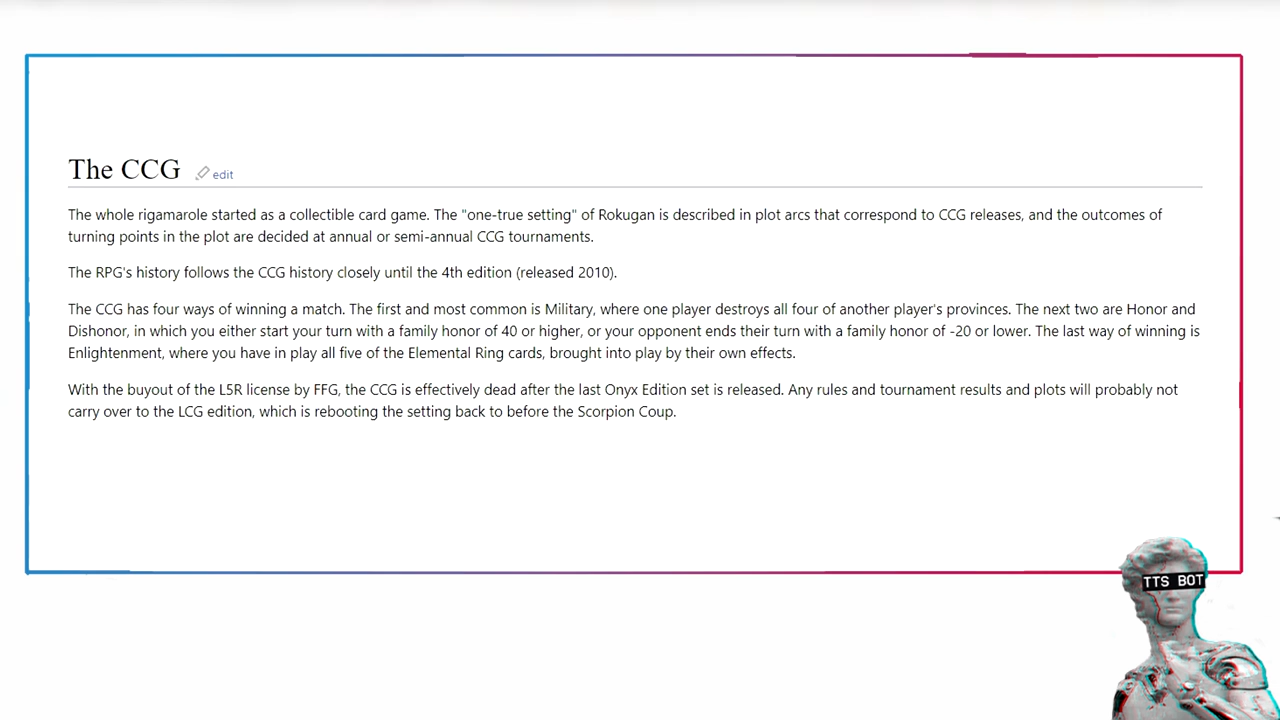 The CCG edit
The whole rigamarole started as a collectible card game. The "one-true setting" of Rokugan is described in plot arcs that correspond to CCG releases, and the outcomes of
turning points in the plot are decided at annual or semi-annual CCG tournaments.
The RPG's history follows the CCG history closely until the 4th edition (released 2010).
The CCG has four ways of winning a match. The first and most common is Military, where one player destroys all four of another player's provinces. The next two are Honor and
Dishonor, in which you either start your turn with a family honor of 40 or higher, or your opponent ends their turn with a family honor of -20 or lower. The last way of winning is
Enlightenment, where you have in play all five of the Elemental Ring cards, brought into play by their own effects.
With the buyout of the L5R license by FFG, the CCG is effectively dead after the last Onyx Edition set is released. Any rules and tournament results and plots will probably not
carry over to the LCG edition, which is rebooting the setting back to before the Scorpion Coup.
TTS BOT